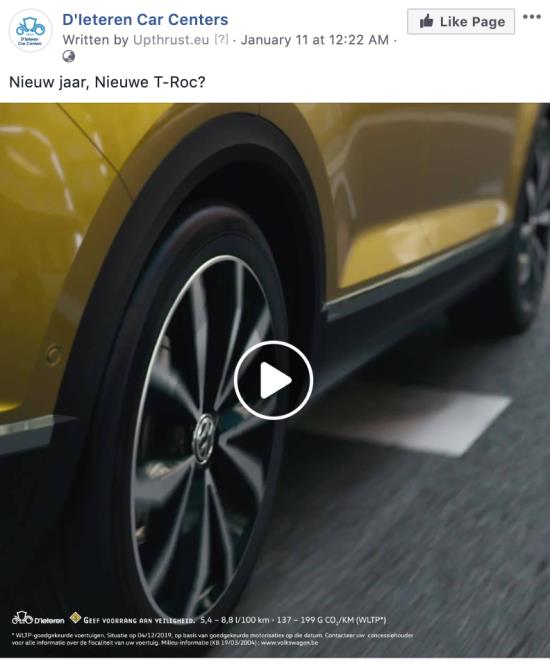 D'Ieteren Car Centers
Like Page
Written by Upthrust.eu [?] · January 11 at 12:22 AM ·
D'Ieteren
Car Centers
Nieuw jaar, Nieuwe T-Roc?
D'Ieteren GEEF VOORRANG AAN VEILIGHEID. 5,4 – 8,8 l/100 km · 137 – 199 G CO₂/KM (WLTP*)
* WLTP-goedgekeurde voertuigen. Situatie op 04/12/2019, op basis van goedgekeurde motorisaties op die datum. Contacteer uw concessiehouder
voor alle informatie over de fiscaliteit van uw voertuig. Milieu-informatie (KB 19/03/2004) : www.volkswagen.be